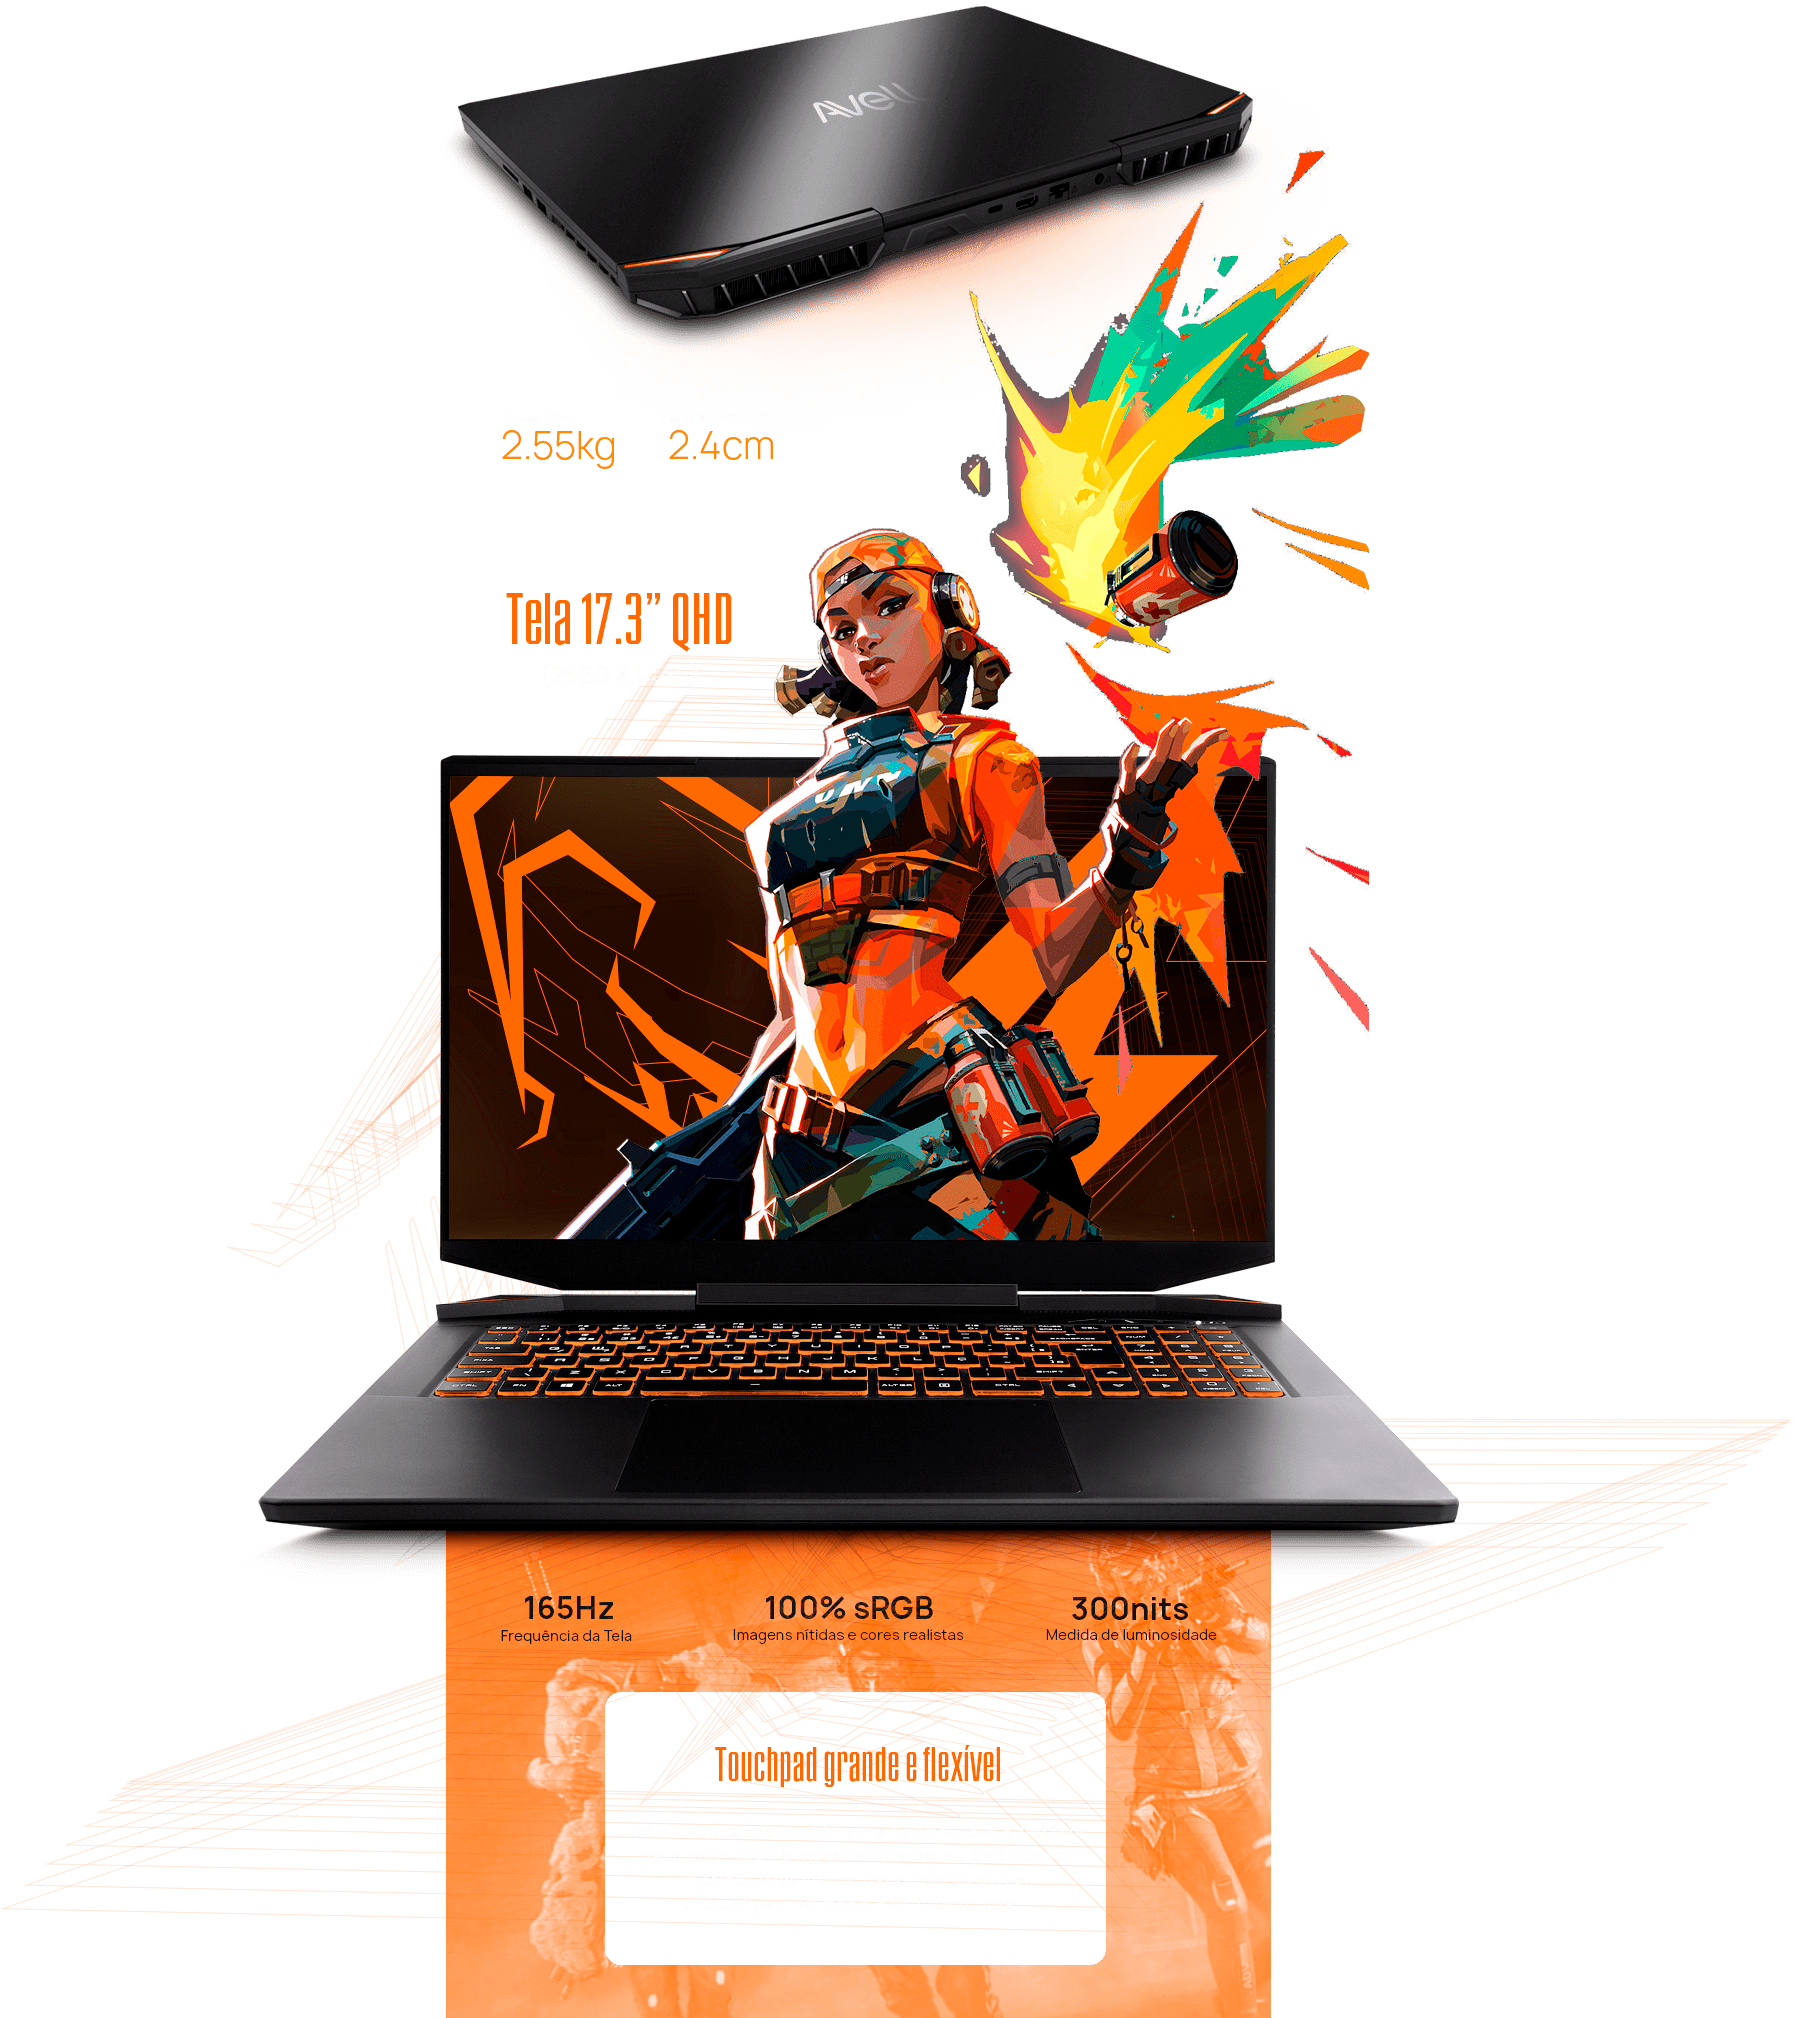 AVell
2.55kg 2.4cm
Tela 17.3” QHD
165Hz 100% sRGB 300nits
Frequência da Tela Imagens nítidas e cores realistas Medida de luminosidade
Touchpad grande e flexível